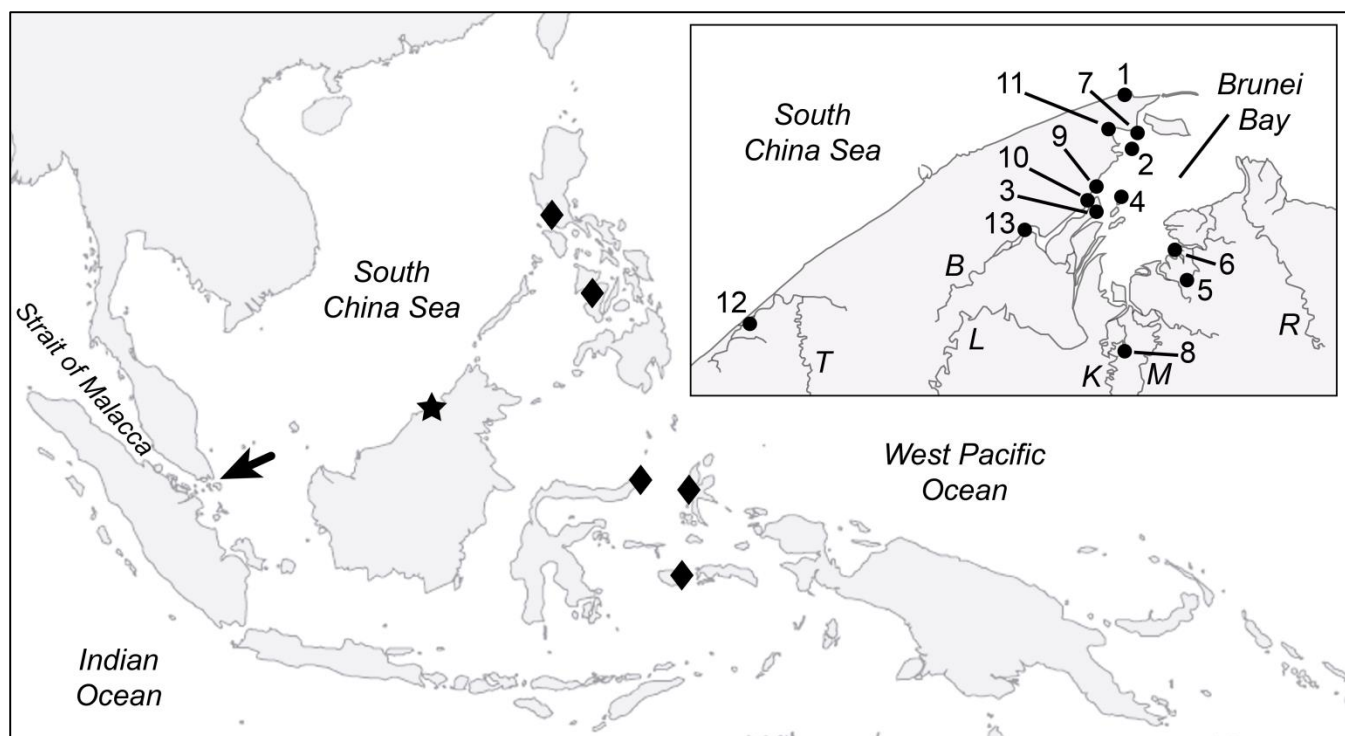 South
China Sea
Strait of Malacca
West Pacific
Ocean
Indian
Ocean
South
China Sea
Brunei
Bay
1
7
11
2
9
10
3
4
13
6
5
B
12
L
R
T
K
M
8